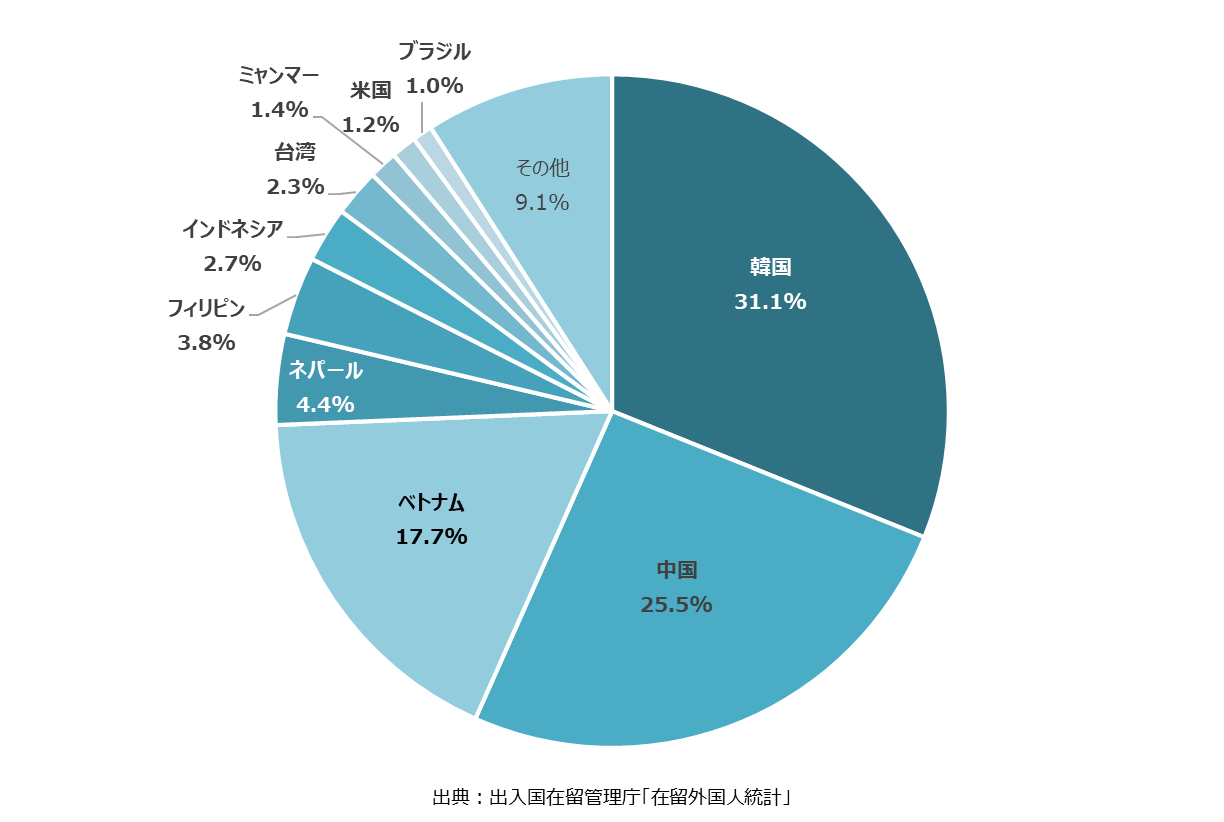 韓国
31.1%
中国
25.5%
ベトナム
17.7%
ネパール
4.4%
フィリピン
3.8%
インドネシア
2.7%
台湾
2.3%
ミャンマー
1.4%
米国
1.2%
ブラジル
1.0%
その他
9.1%
出典：出入国在留管理庁「在留外国人統計」